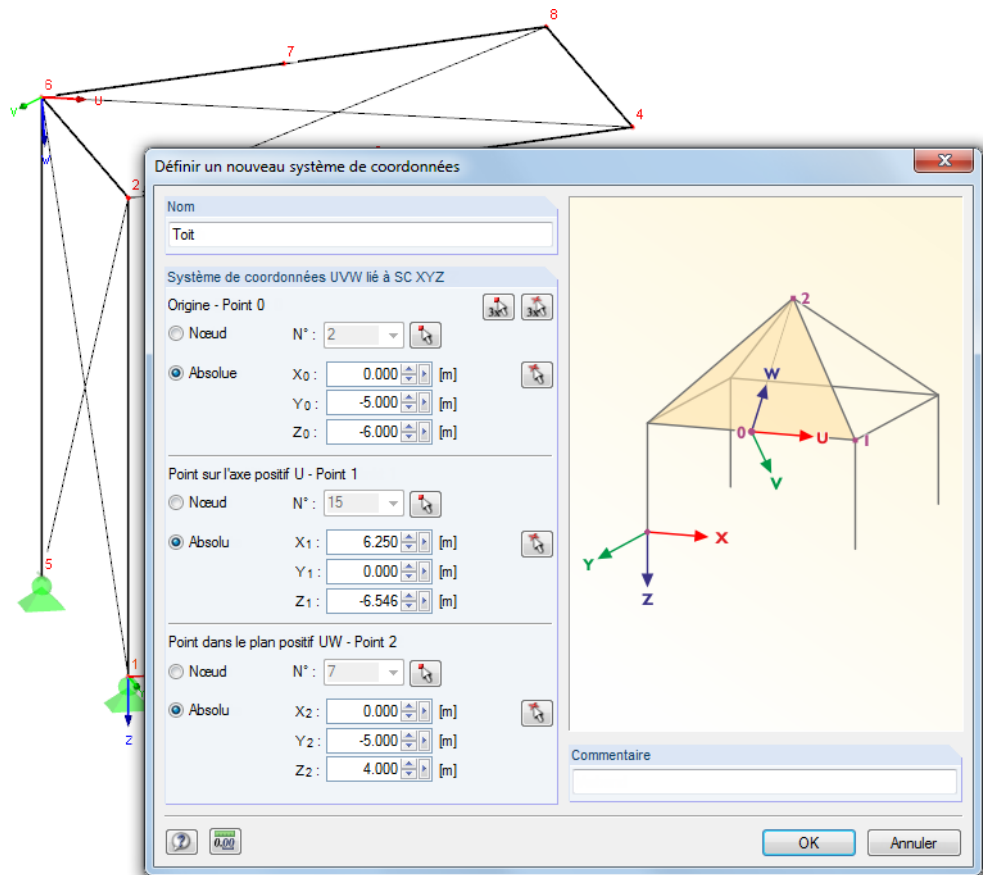 8
7
6
V
U
W
4
2
5
1
Z
Définir un nouveau système de coordonnées
Nom
Toit
Système de coordonnées UVW lié à SC XYZ
Origine - Point 0
3x
3x
Nœud N° : 2
Absolue X0 : 0.000 [m]
Y0 : -5.000 [m]
Z0 : -6.000 [m]
Point sur l'axe positif U - Point 1
Nœud N° : 15
Absolu X1 : 6.250 [m]
Y1 : 0.000 [m]
Z1 : -6.546 [m]
Point dans le plan positif UW - Point 2
Nœud N° : 7
Absolu X2 : 0.000 [m]
Y2 : -5.000 [m]
Z2 : 4.000 [m]
2
W
0
U
1
V
X
Y
Z
Commentaire
0.00
OK
Annuler